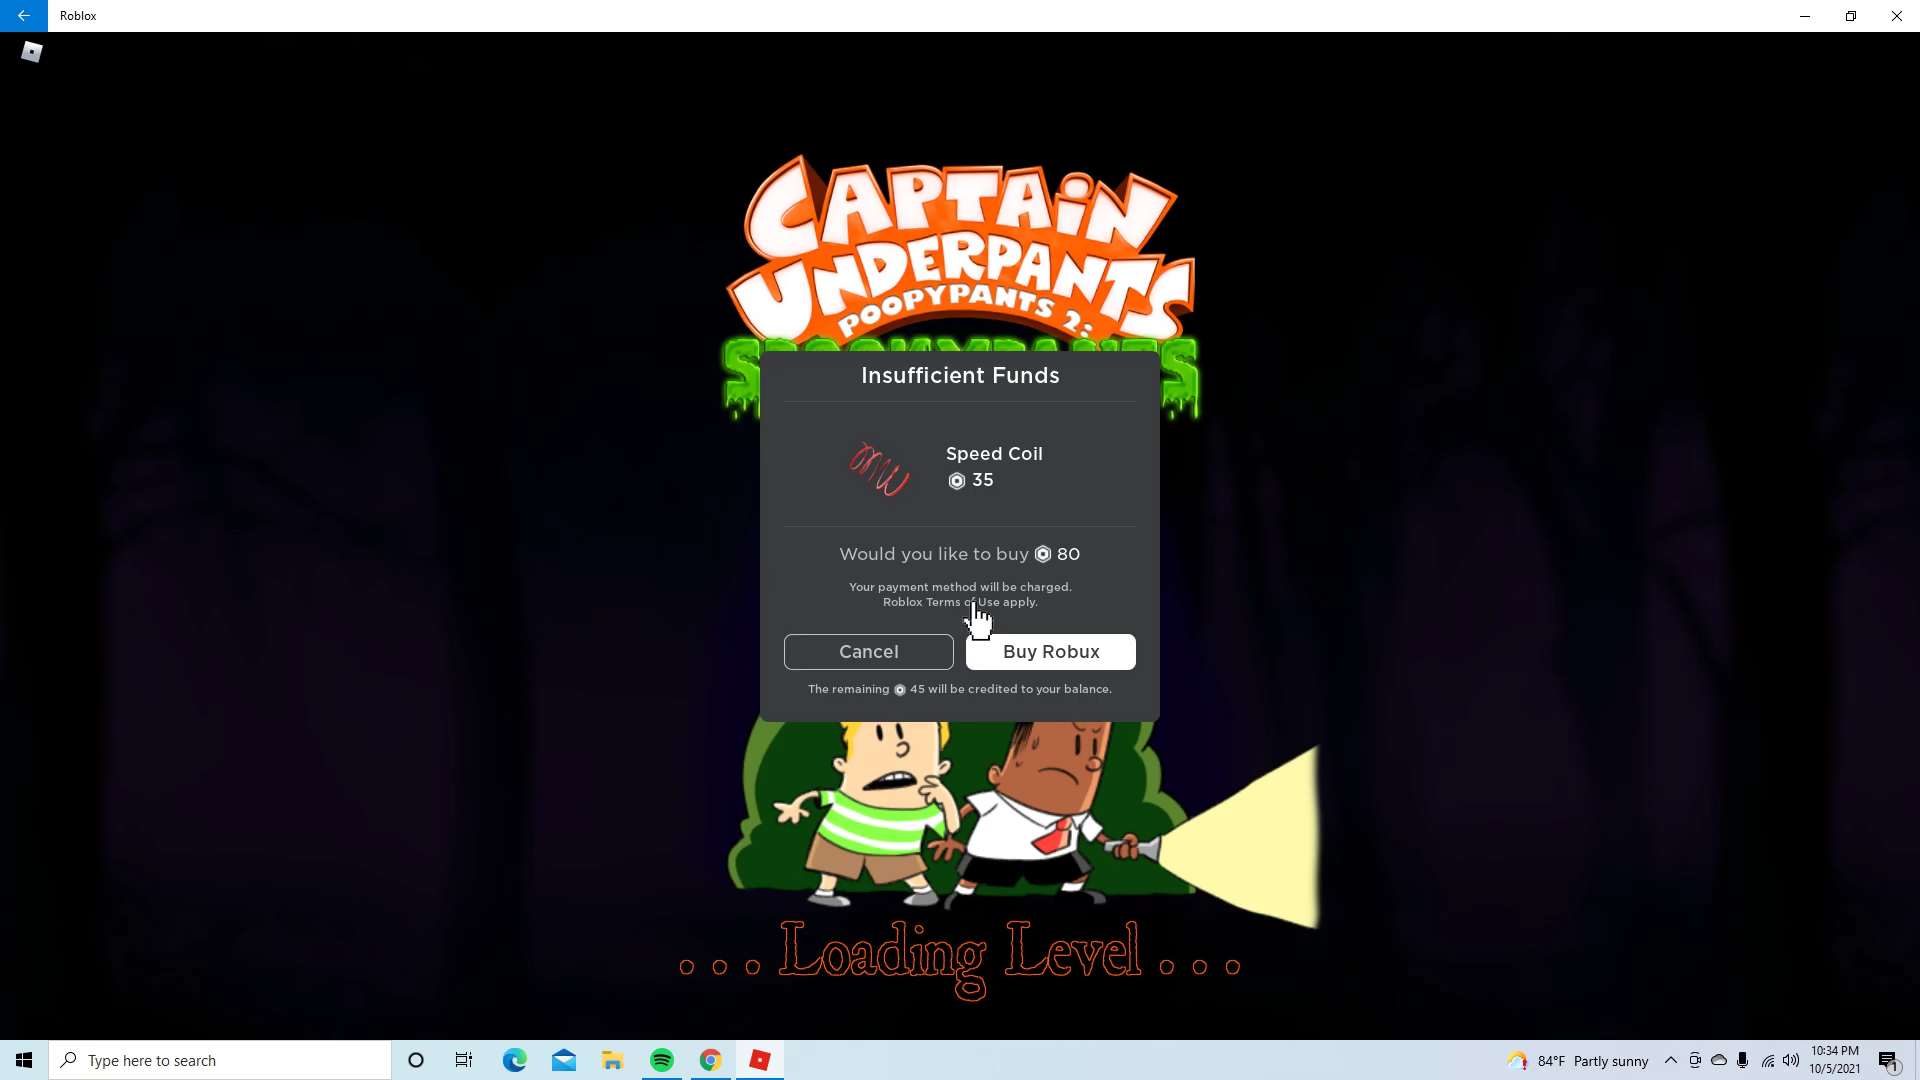 Roblox
CAPTAIN
UNDERPANTS
POOPYPANTS 2:
Insufficient Funds
Speed Coil
35
Would you like to buy 80
Your payment method will be charged.
Roblox Terms of Use apply.
Cancel
Buy Robux
The remaining 45 will be credited to your balance.
. . . Loading Level . . .
Type here to search
84°F Partly sunny
10:34 PM
10/5/2021
1